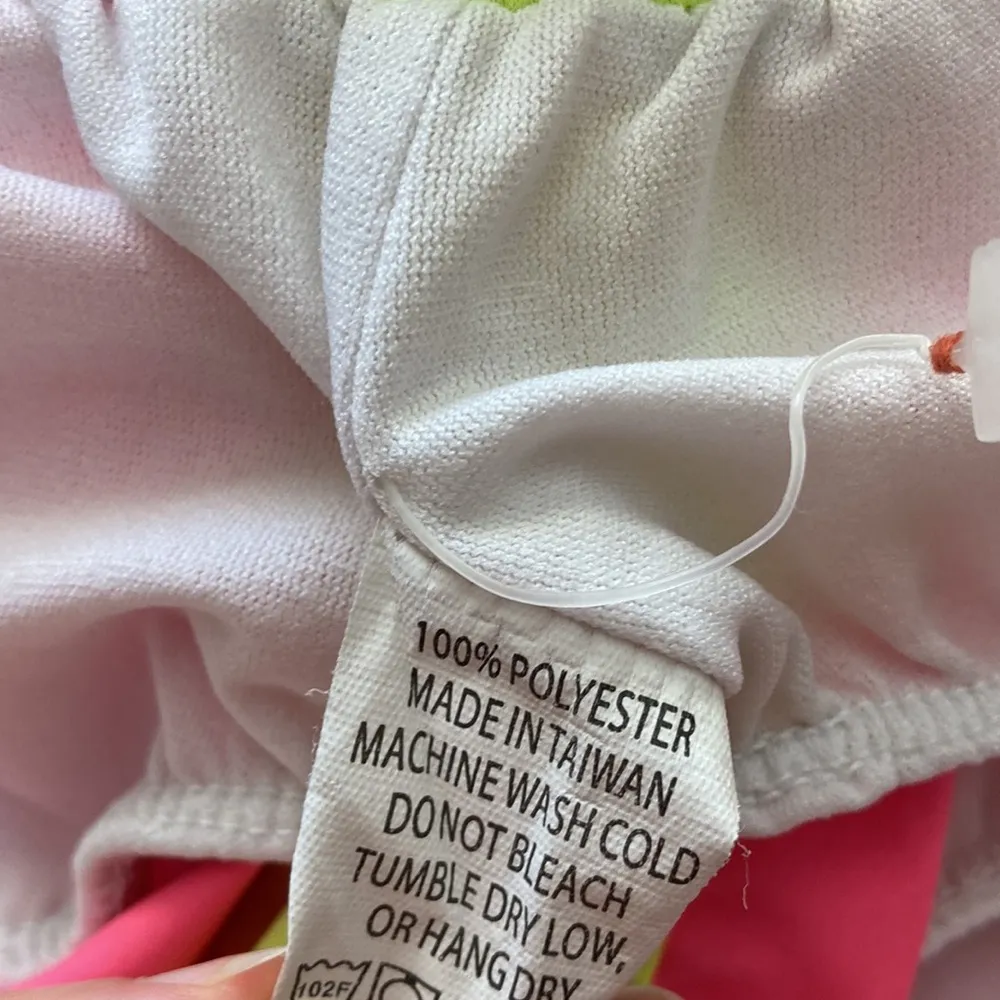 100% POLYESTER
MADE IN TAIWAN
MACHINE WASH COLD
DO NOT BLEACH
TUMBLE DRY LOW,
OR HANG DRY
102F